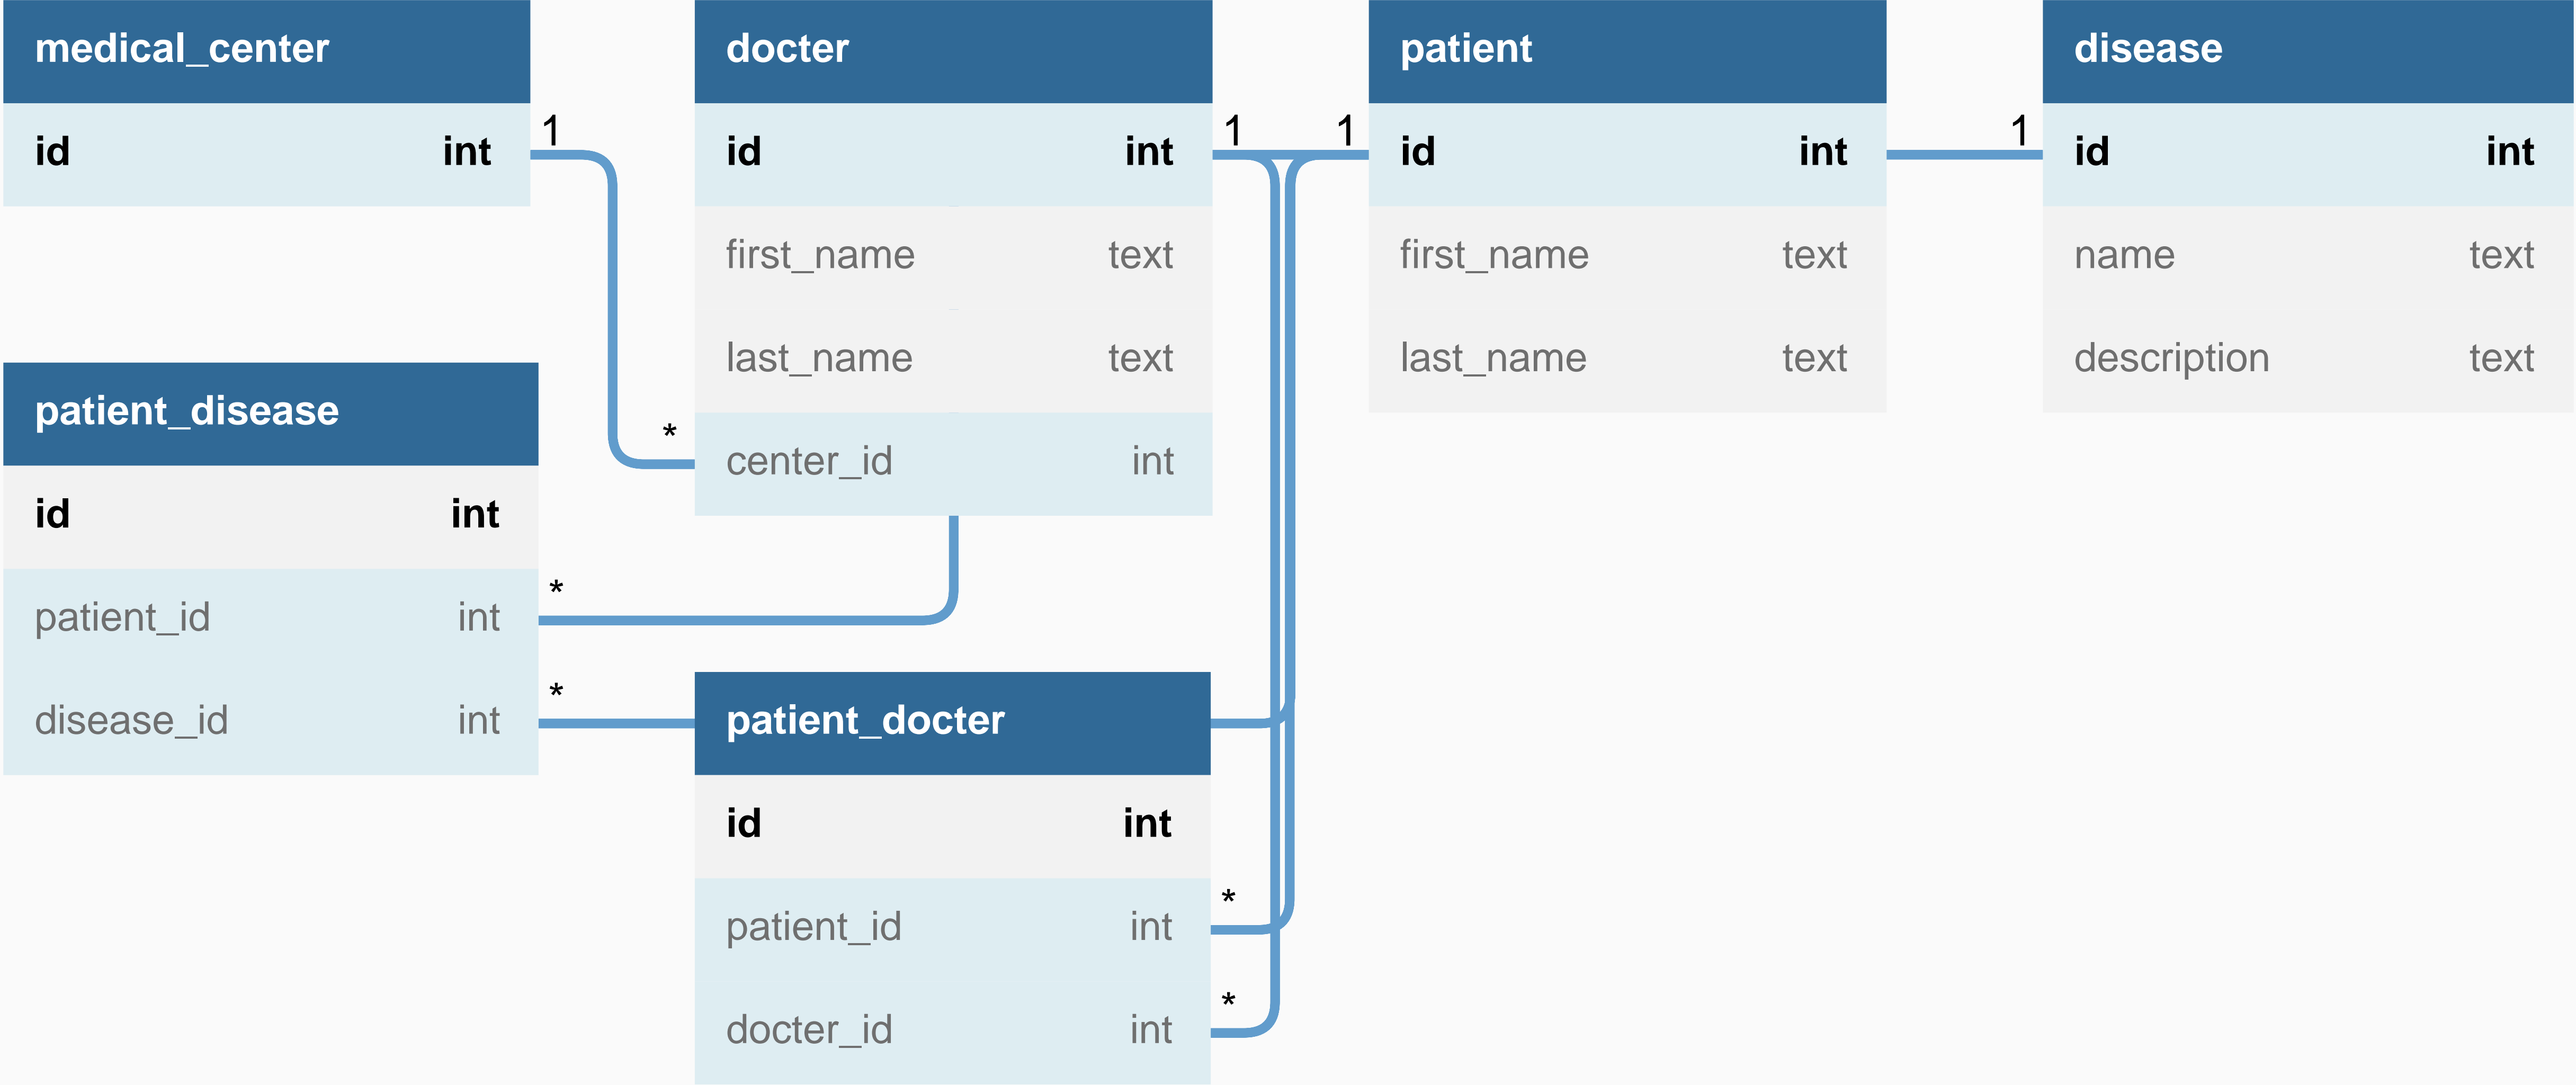 medical_center
id int
docter
id int
first_name text
last_name text
center_id int
patient
id int
first_name text
last_name text
disease
id int
name text
description text
patient_disease
id int
patient_id int
disease_id int
patient_docter
id int
patient_id int
docter_id int
1
*
1
1
1
*
*
*
*